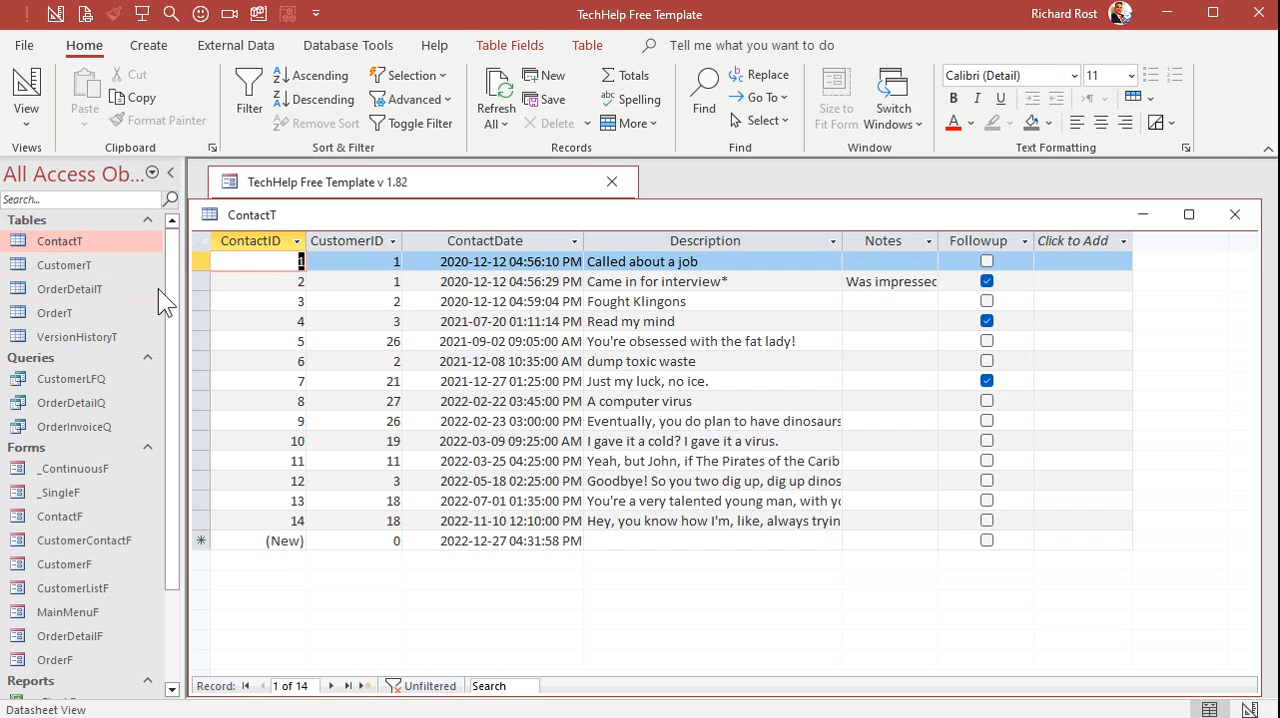 TechHelp Free Template
Richard Rost
File Home Create External Data Database Tools Help Table Fields Table Tell me what you want to do
View
Views
Paste
Cut
Copy
Format Painter
Clipboard
Filter
Ascending
Descending
Remove Sort
Selection
Advanced
Toggle Filter
Sort & Filter
Refresh
All
New
Save
Delete
Totals
Spelling
More
Records
Find
Replace
Go To
Select
Find
Size to
Fit Form
Switch
Windows
Window
Calibri (Detail) 11
B I U
A
Text Formatting
All Access Ob...
Search...
Tables
ContactT
CustomerT
OrderDetailT
OrderT
VersionHistoryT
Queries
CustomerLFQ
OrderDetailQ
OrderInvoiceQ
Forms
_ContinuousF
_SingleF
ContactF
CustomerContactF
CustomerF
CustomerListF
MainMenuF
OrderDetailF
OrderF
Reports
TechHelp Free Template v 1.82
ContactT
ContactID CustomerID ContactDate Description Notes Followup Click to Add
1 1 2020-12-12 04:56:10 PM Called about a job
2 1 2020-12-12 04:56:29 PM Came in for interview* Was impressed
3 2 2020-12-12 04:59:04 PM Fought Klingons
4 3 2021-07-20 01:11:14 PM Read my mind
5 26 2021-09-02 09:05:00 AM You're obsessed with the fat lady!
6 2 2021-12-08 10:35:00 AM dump toxic waste
7 21 2021-12-27 01:25:00 PM Just my luck, no ice.
8 27 2022-02-22 03:45:00 PM A computer virus
9 26 2022-02-23 03:00:00 PM Eventually, you do plan to have dinosaurs
10 19 2022-03-09 09:25:00 AM I gave it a cold? I gave it a virus.
11 11 2022-03-25 04:25:00 PM Yeah, but John, if The Pirates of the Carib
12 3 2022-05-18 02:25:00 PM Goodbye! So you two dig up, dig up dinos
13 18 2022-07-01 01:35:00 PM You're a very talented young man, with yo
14 18 2022-11-10 12:10:00 PM Hey, you know how I'm, like, always tryin
(New) 0 2022-12-27 04:31:58 PM
Record: 1 of 14 Unfiltered Search
Datasheet View